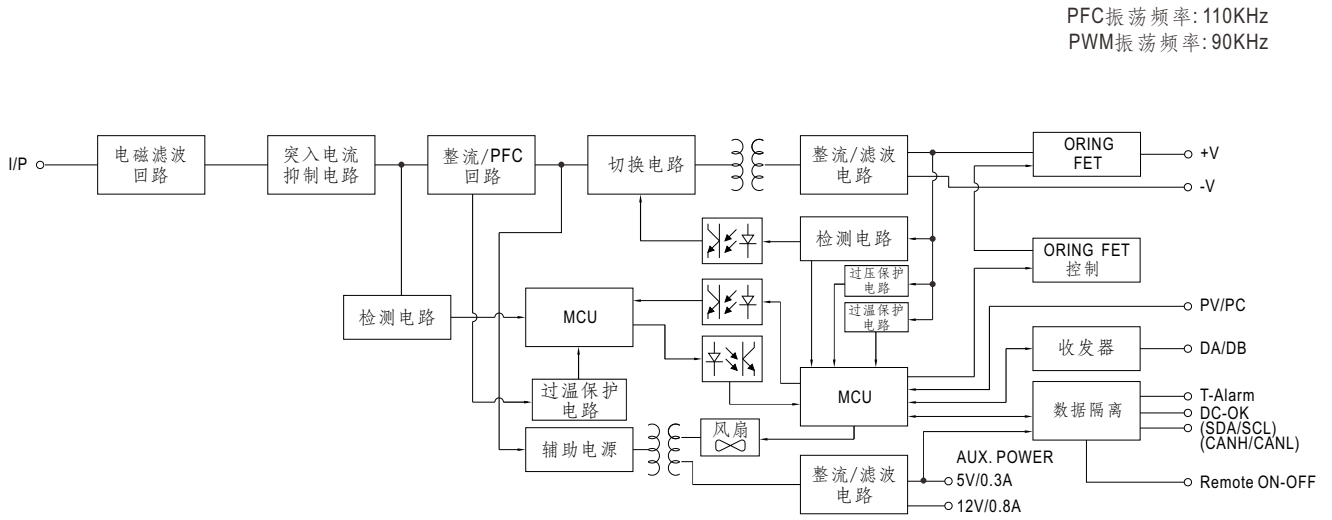 PFC振荡频率: 110KHz
PWM振荡频率: 90KHz
I/P
电磁滤波
回路
突入电流
抑制电路
整流/PFC
回路
切换电路
整流/滤波
电路
ORING
FET
+V
-V
检测电路
ORING FET
控制
过压保护
电路
过温保护
电路
检测电路
MCU
PV/PC
收发器
DA/DB
过温保护
电路
MCU
数据隔离
T-Alarm
DC-OK
(SDA/SCL)
(CANH/CANL)
辅助电源
风扇
整流/滤波
电路
AUX. POWER
5V/0.3A
12V/0.8A
Remote ON-OFF